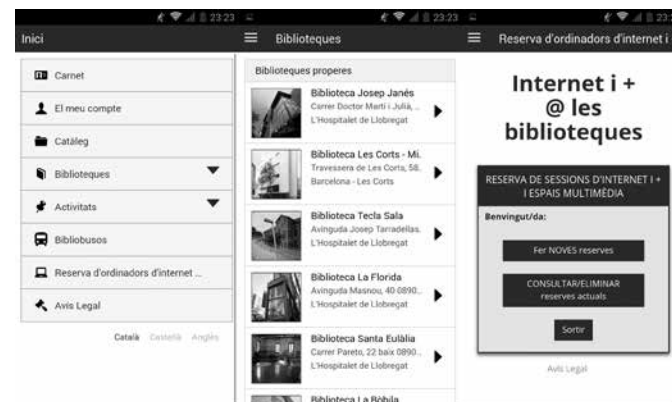 23:23
Inici
Carnet
El meu compte
Catàleg
Biblioteques
Activitats
Bibliobusos
Reserva d'ordinadors d'internet ...
Avís Legal
Català Castellà Anglès
23:23
Biblioteques
Biblioteques properes
Biblioteca Josep Janés
Carrer Doctor Martí i Julià, ...
L'Hospitalet de Llobregat
Biblioteca Les Corts - Mi.
Travessera de Les Corts, 58.
Barcelona - Les Corts
Biblioteca Tecla Sala
Avinguda Josep Tarradellas.
L'Hospitalet de Llobregat
Biblioteca La Florida
Avinguda Masnou, 40 0890..
L'Hospitalet de Llobregat
Biblioteca Santa Eulàlia
Carrer Pareto, 22 baix 0890..
L'Hospitalet de Llobregat
Biblioteca La Bòbila
Reserva d'ordinadors d'internet i
Internet i +
@ les
biblioteques
RESERVA DE SESSIONS D'INTERNET I +
I ESPAIS MULTIMÈDIA
Benvingut/da:
Fer NOVES reserves
CONSULTAR/ELIMINAR
reserves actuals
Sortir
Avís Legal